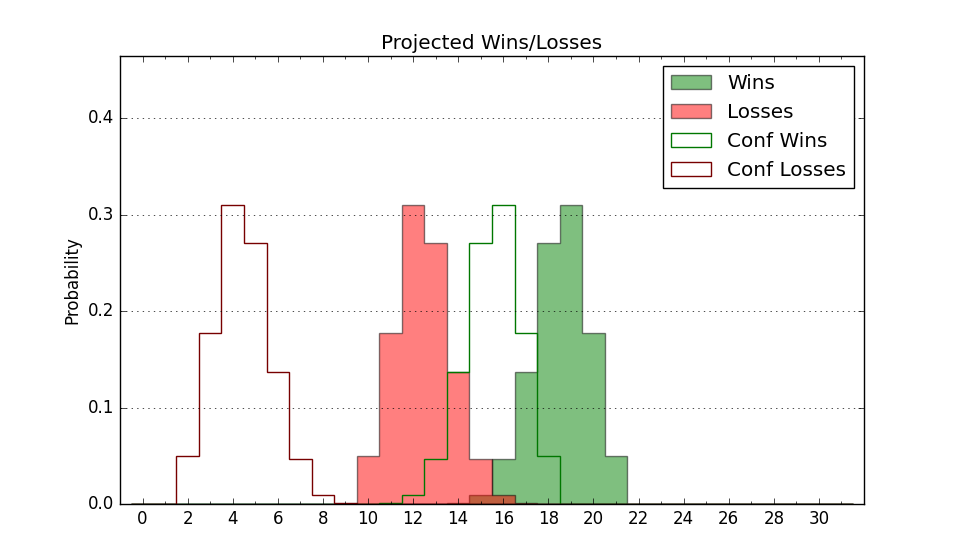 Projected Wins/Losses
Wins
Losses
Conf Wins
Conf Losses
Probability
0.4
0.3
0.2
0.1
0.0
0 2 4 6 8 10 12 14 16 18 20 22 24 26 28 30